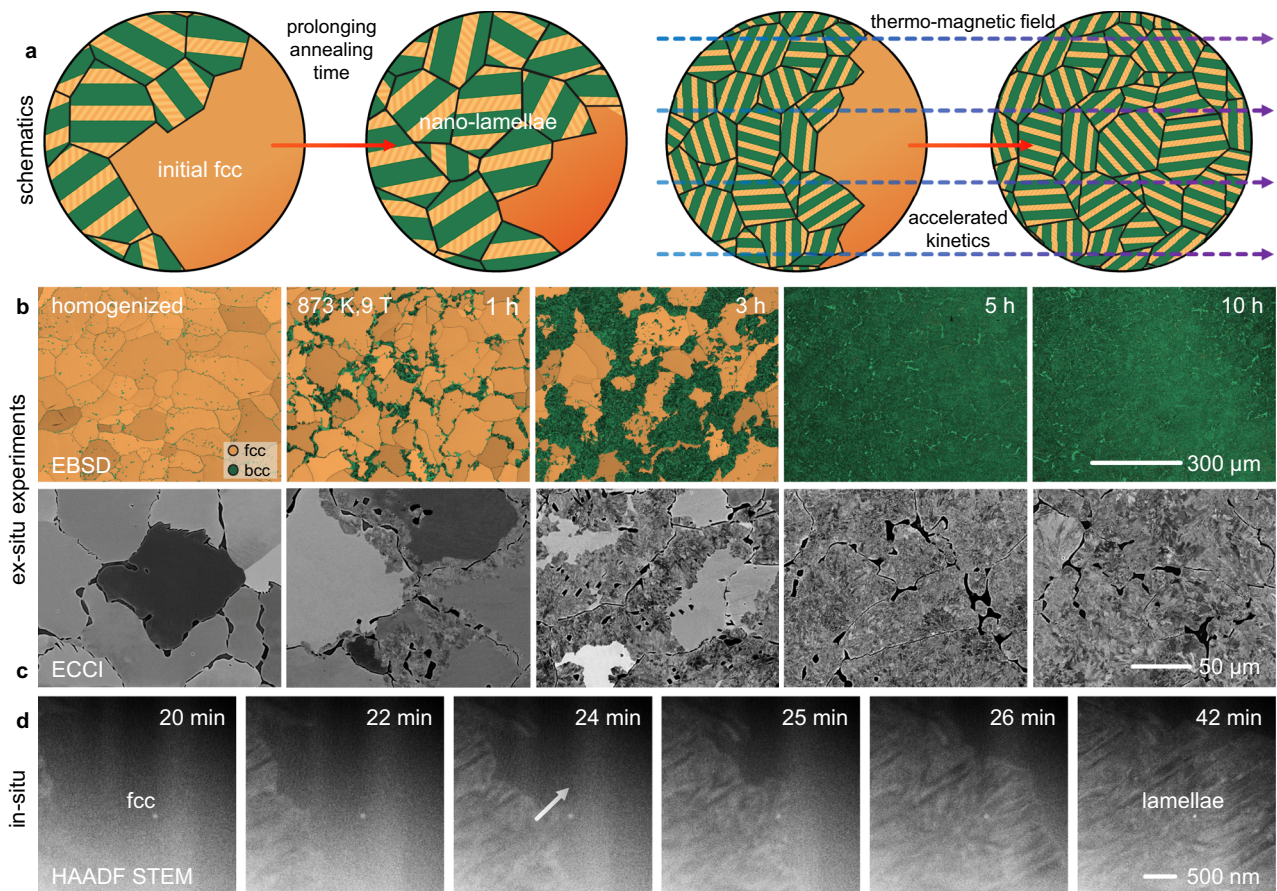 a
schematics
prolonging
annealing
time
initial fcc
nano-lamellae
thermo-magnetic field
accelerated
kinetics
ex-situ experiments
b
homogenized
873 K,9 T
1 h
3 h
5 h
10 h
EBSD
fcc
bcc
300 μm
c
ECCI
50 μm
in-situ
d
20 min
22 min
24 min
25 min
26 min
42 min
fcc
lamellae
HAADF STEM
500 nm